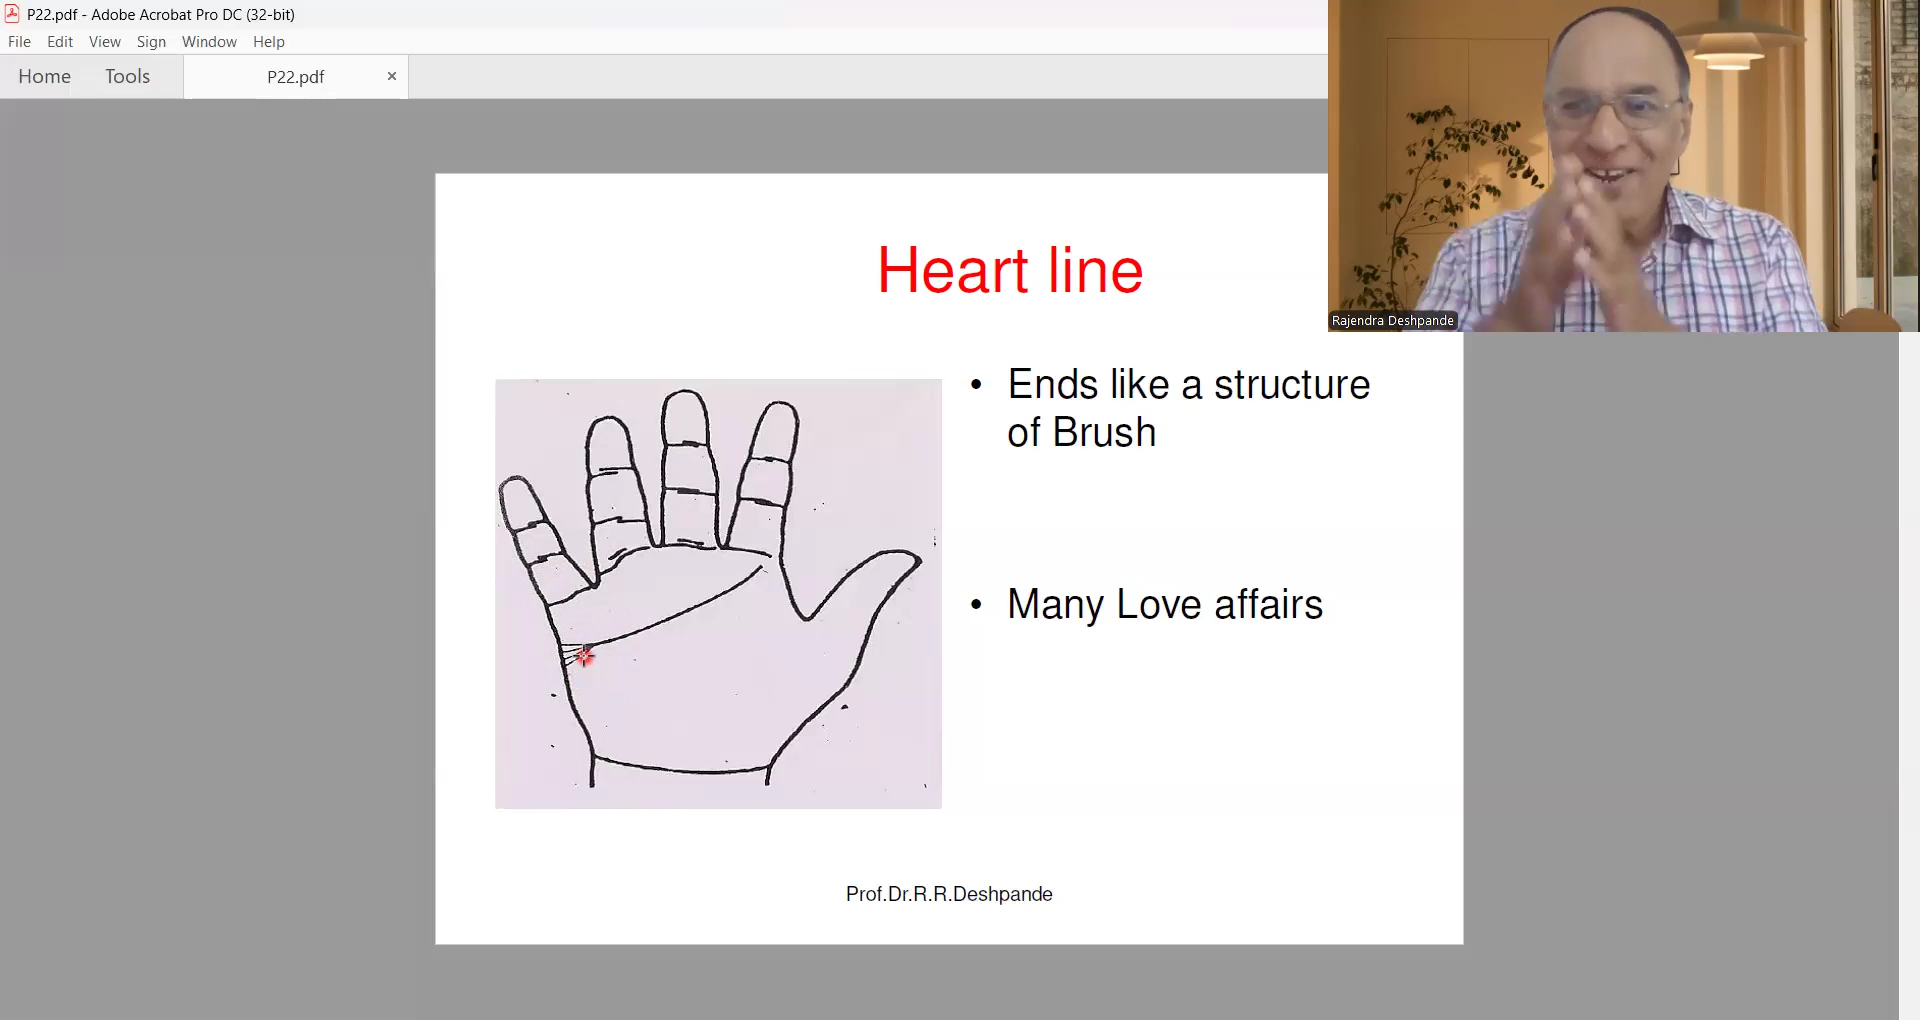 P22.pdf - Adobe Acrobat Pro DC (32-bit)
File Edit View Sign Window Help
Home Tools P22.pdf ×
Rajendra Deshpande
Heart line
• Ends like a structure
of Brush
• Many Love affairs
Prof.Dr.R.R.Deshpande